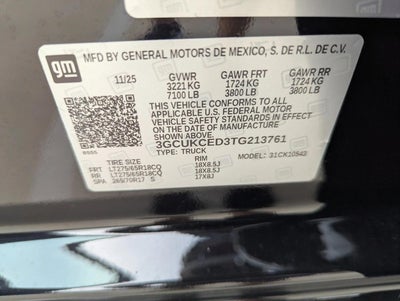 gm
MFD BY GENERAL MOTORS DE MEXICO, S. DE R.L. DE C.V.
11/25 GVWR GAWR FRT GAWR RR
3221 KG 1724 KG 1724 KG
7100 LB 3800 LB 3800 LB
THIS VEHICLE CONFORMS TO ALL
APPLICABLE U.S. FEDERAL MOTOR
VEHICLE SAFETY STANDARDS IN
EFFECT ON THE DATE OF
MANUFACTURE SHOWN ABOVE.
3GCUKCED3TG213761
TYPE: TRUCK
RIM MODEL: 31CK10543
FRT LT275/65R18CQ 18X8.5J
RR LT275/65R18CQ 18X8.5J
SPA 265/70R17 S 17X8J